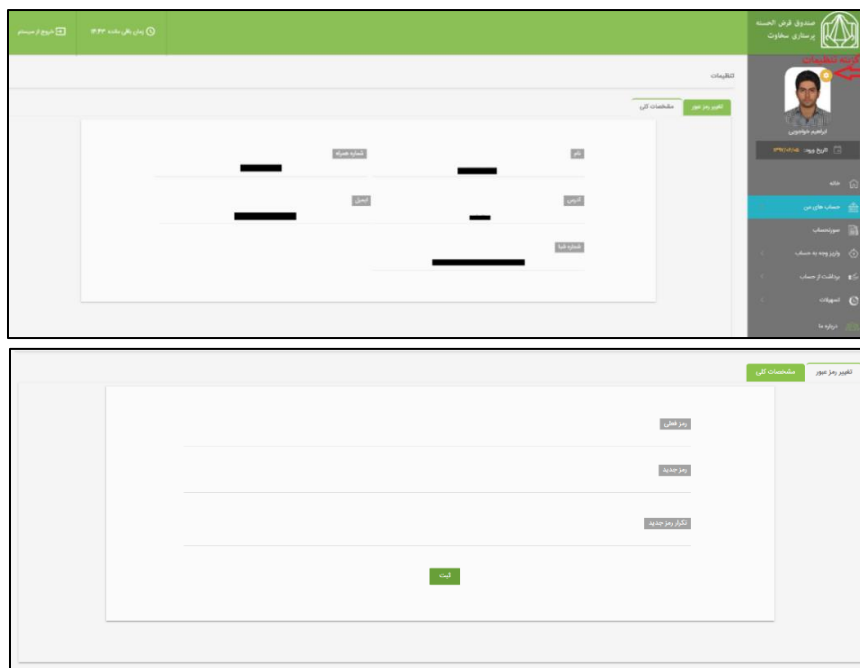 صندوق قرض الحسنه
پرستاری سخاوت
زمان باقی مانده ۱۴:۴۳
خروج از سیستم
گزینه تنظیمات
ابراهیم خواجویی
تاریخ ورود:
خانه
حساب های من
صورتحساب
واریز وجه به حساب
برداشت از حساب
تسهیلات
درباره ما
تنظیمات
تغییر رمز عبور
مشخصات کلی
نام
شماره همراه
آدرس
ایمیل
شماره شبا
تغییر رمز عبور
مشخصات کلی
رمز فعلی
رمز جدید
تکرار رمز جدید
ثبت